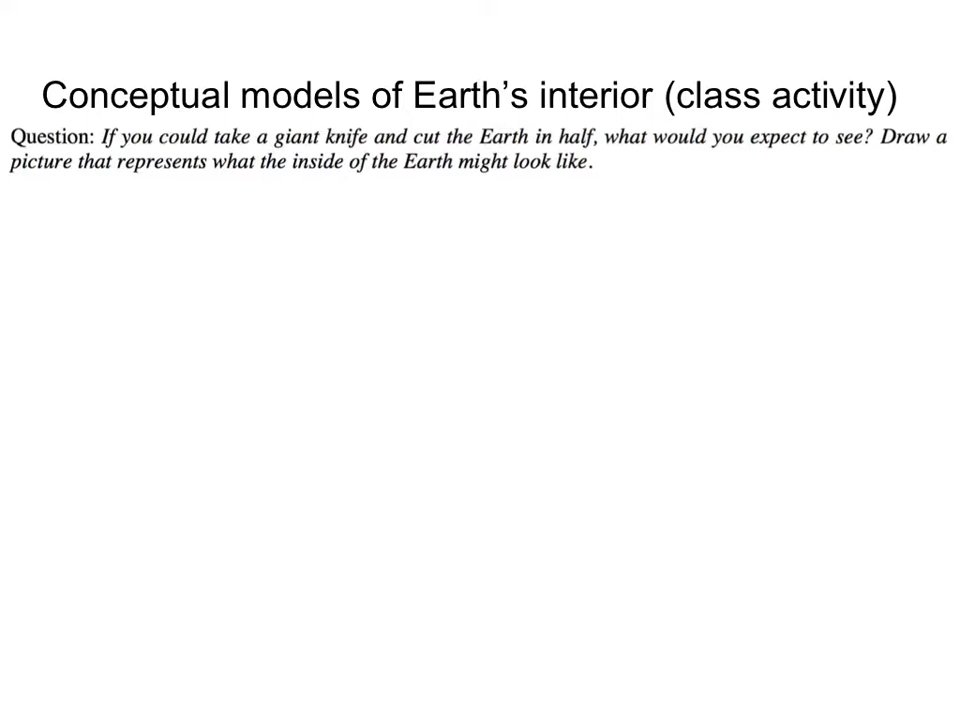 Conceptual models of Earth’s interior (class activity)
Question: If you could take a giant knife and cut the Earth in half, what would you expect to see? Draw a
picture that represents what the inside of the Earth might look like.